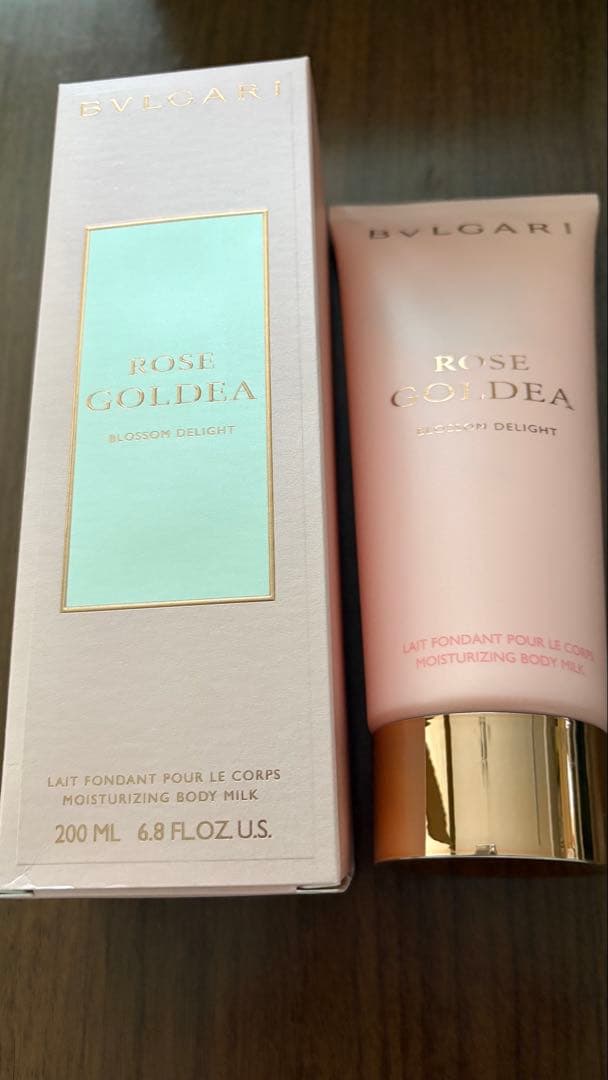 BVLGARI
ROSE
GOLDEA
BLOSSOM DELIGHT
LAIT FONDANT POUR LE CORPS
MOISTURIZING BODY MILK
200 ML 6.8 FL.OZ. U.S.
BVLGARI
ROSE
GOLDEA
BLOSSOM DELIGHT
LAIT FONDANT POUR LE CORPS
MOISTURIZING BODY MILK